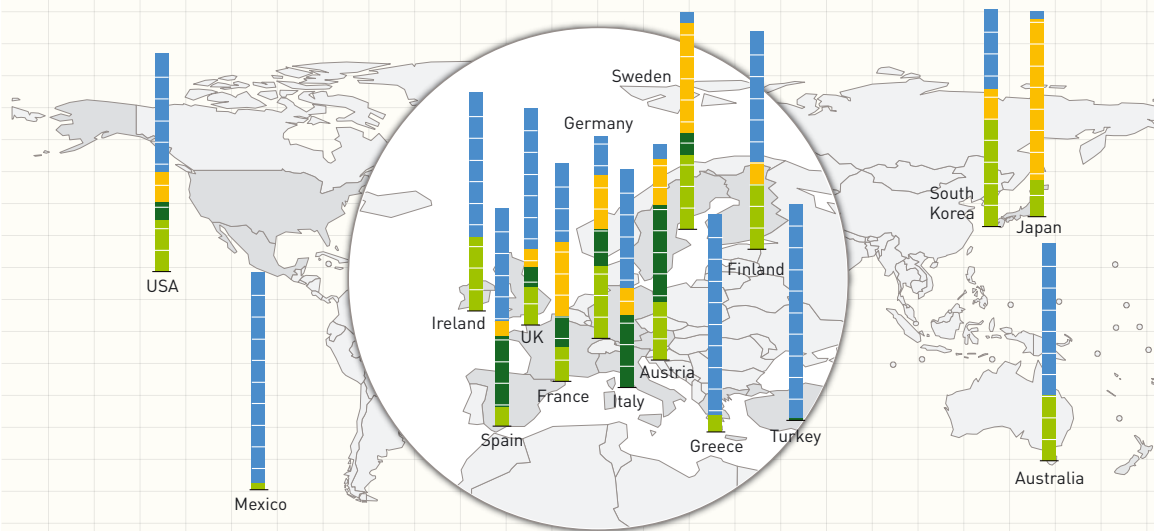 Sweden
Germany
South
Korea
Japan
Finland
USA
Ireland
UK
Austria
France
Italy
Spain
Greece
Turkey
Mexico
Australia